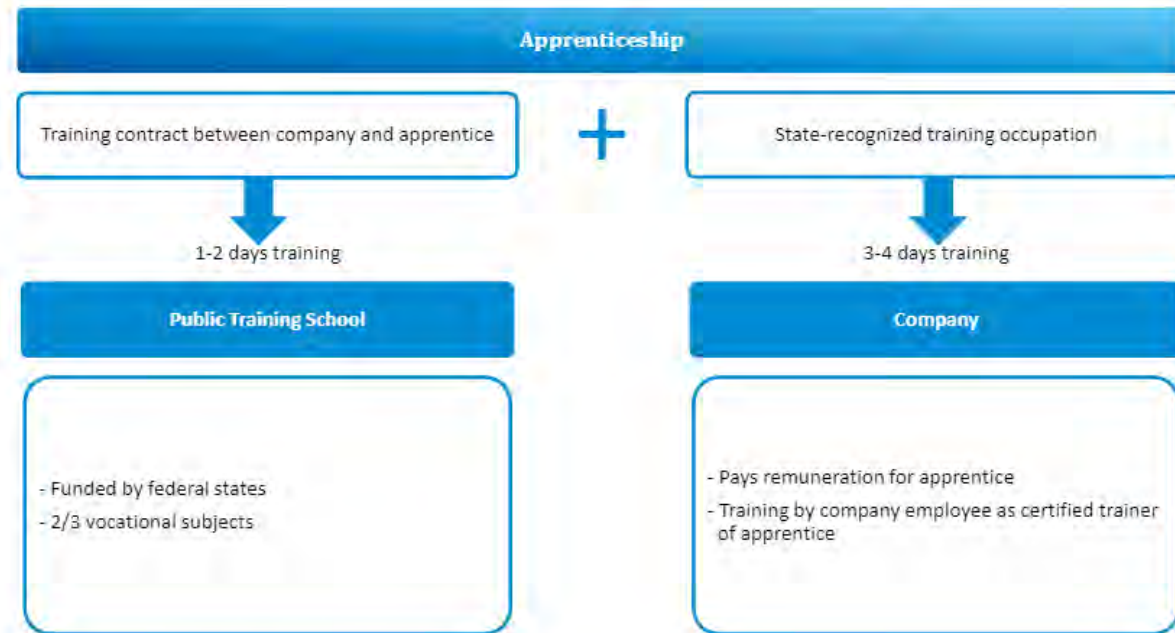 Apprenticeship
Training contract between company and apprentice
State-recognized training occupation
1-2 days training
3-4 days training
Public Training School
Company
- Funded by federal states
- 2/3 vocational subjects
- Pays remuneration for apprentice
- Training by company employee as certified trainer
of apprentice